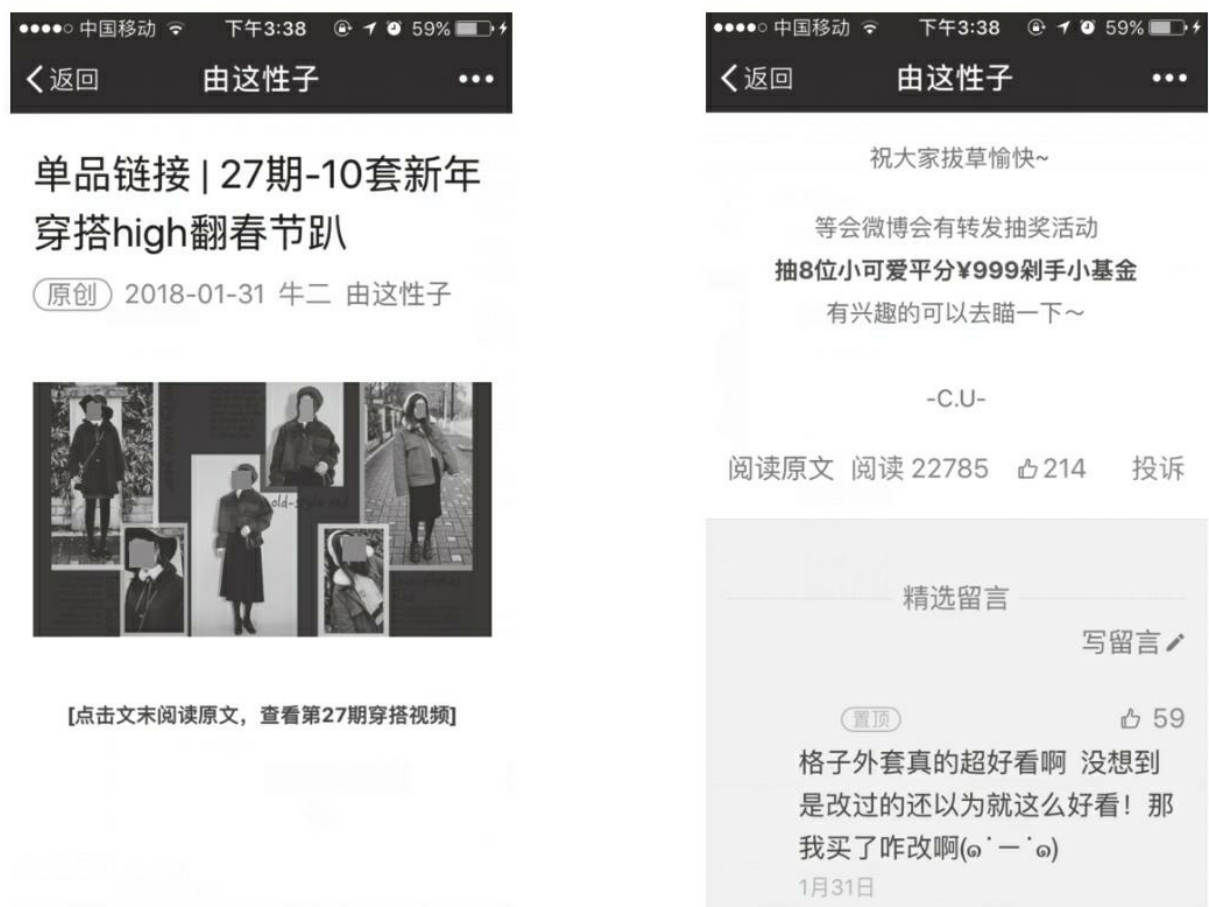 中国移动 下午3:38 59%
返回 由这性子
单品链接 | 27期-10套新年
穿搭high翻春节趴
原创 2018-01-31 牛二 由这性子
old-style red
[点击文末阅读原文，查看第27期穿搭视频]
中国移动 下午3:38 59%
返回 由这性子
祝大家拔草愉快~
等会微博会有转发抽奖活动
抽8位小可爱平分¥999剁手小基金
有兴趣的可以去瞄一下～
-C.U-
阅读原文 阅读 22785 214 投诉
精选留言
写留言
置顶 59
格子外套真的超好看啊 没想到
是改过的还以为就这么好看！那
我买了咋改啊(๑˙ー˙๑)
1月31日